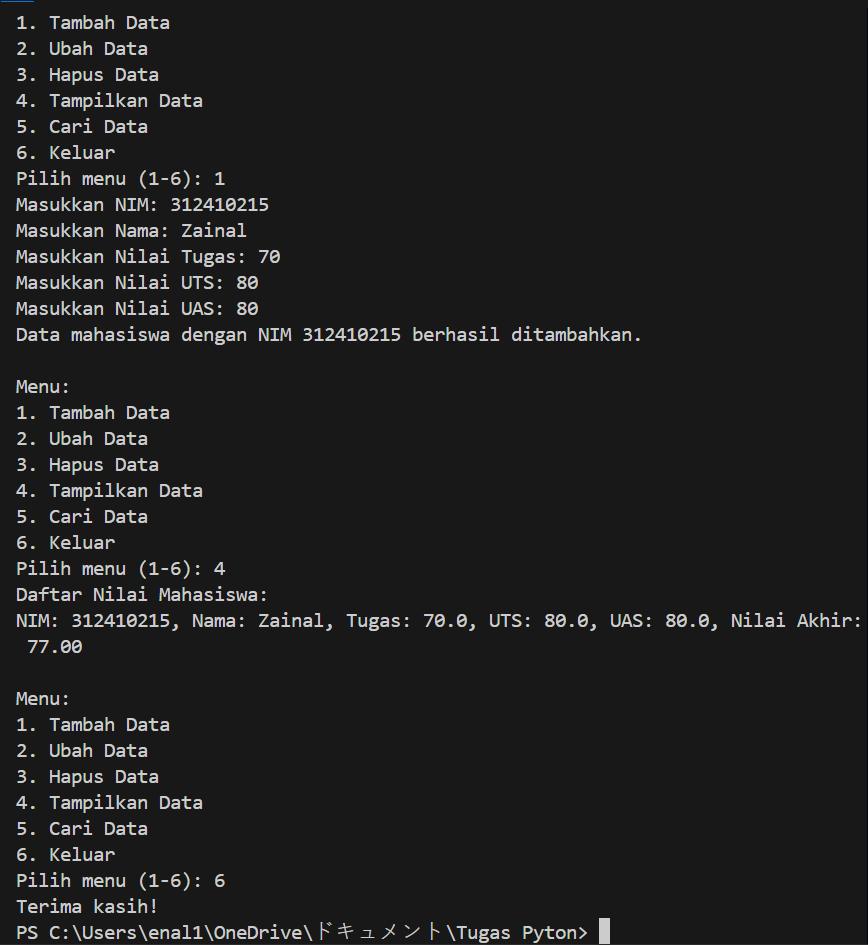 1. Tambah Data
2. Ubah Data
3. Hapus Data
4. Tampilkan Data
5. Cari Data
6. Keluar
Pilih menu (1-6): 1
Masukkan NIM: 312410215
Masukkan Nama: Zainal
Masukkan Nilai Tugas: 70
Masukkan Nilai UTS: 80
Masukkan Nilai UAS: 80
Data mahasiswa dengan NIM 312410215 berhasil ditambahkan.

Menu:
1. Tambah Data
2. Ubah Data
3. Hapus Data
4. Tampilkan Data
5. Cari Data
6. Keluar
Pilih menu (1-6): 4
Daftar Nilai Mahasiswa:
NIM: 312410215, Nama: Zainal, Tugas: 70.0, UTS: 80.0, UAS: 80.0, Nilai Akhir:
 77.00

Menu:
1. Tambah Data
2. Ubah Data
3. Hapus Data
4. Tampilkan Data
5. Cari Data
6. Keluar
Pilih menu (1-6): 6
Terima kasih!
PS C:\Users\enal1\OneDrive\ドキュメント\Tugas Pyton>